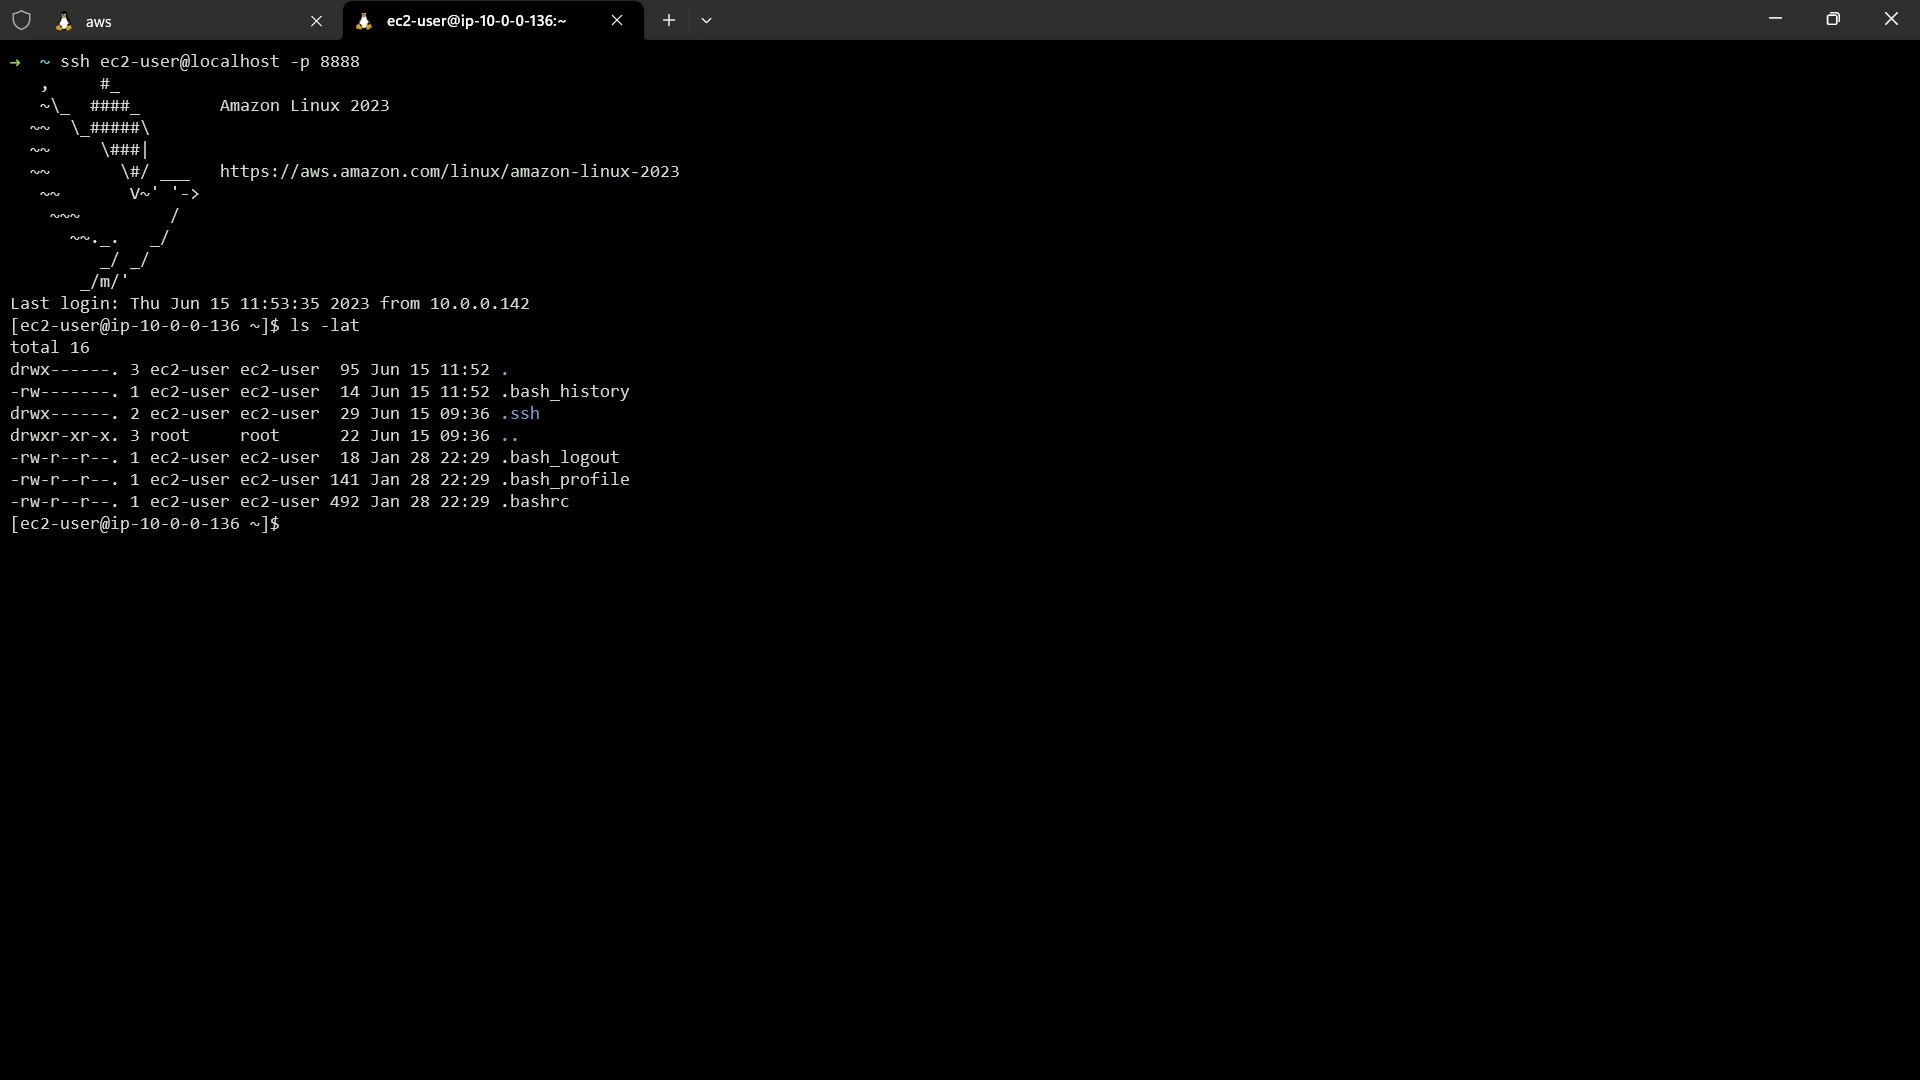 aws
ec2-user@ip-10-0-0-136:~
➜  ~ ssh ec2-user@localhost -p 8888
   ,     #_
   ~\_  ####_        Amazon Linux 2023
  ~~  \_#####\
  ~~     \###|
  ~~       \#/ ___   https://aws.amazon.com/linux/amazon-linux-2023
   ~~       V~' '->
    ~~~         /
      ~~._.   _/
         _/ _/
       _/m/'
Last login: Thu Jun 15 11:53:35 2023 from 10.0.0.142
[ec2-user@ip-10-0-0-136 ~]$ ls -lat
total 16
drwx------. 3 ec2-user ec2-user  95 Jun 15 11:52 .
-rw-------. 1 ec2-user ec2-user  14 Jun 15 11:52 .bash_history
drwx------. 2 ec2-user ec2-user  29 Jun 15 09:36 .ssh
drwxr-xr-x. 3 root     root      22 Jun 15 09:36 ..
-rw-r--r--. 1 ec2-user ec2-user  18 Jan 28 22:29 .bash_logout
-rw-r--r--. 1 ec2-user ec2-user 141 Jan 28 22:29 .bash_profile
-rw-r--r--. 1 ec2-user ec2-user 492 Jan 28 22:29 .bashrc
[ec2-user@ip-10-0-0-136 ~]$